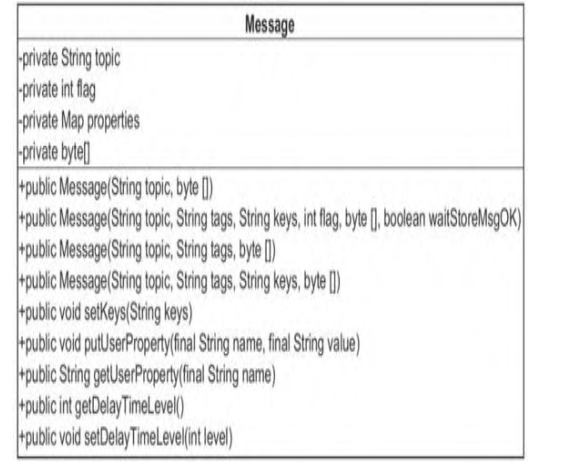 Message
-private String topic
-private int flag
-private Map properties
-private byte[]
+public Message(String topic, byte [])
+public Message(String topic, String tags, String keys, int flag, byte [], boolean waitStoreMsgOK)
+public Message(String topic, String tags, byte [])
+public Message(String topic, String tags, String keys, byte [])
+public void setKeys(String keys)
+public void putUserProperty(final String name, final String value)
+public String getUserProperty(final String name)
+public int getDelayTimeLevel()
+public void setDelayTimeLevel(int level)